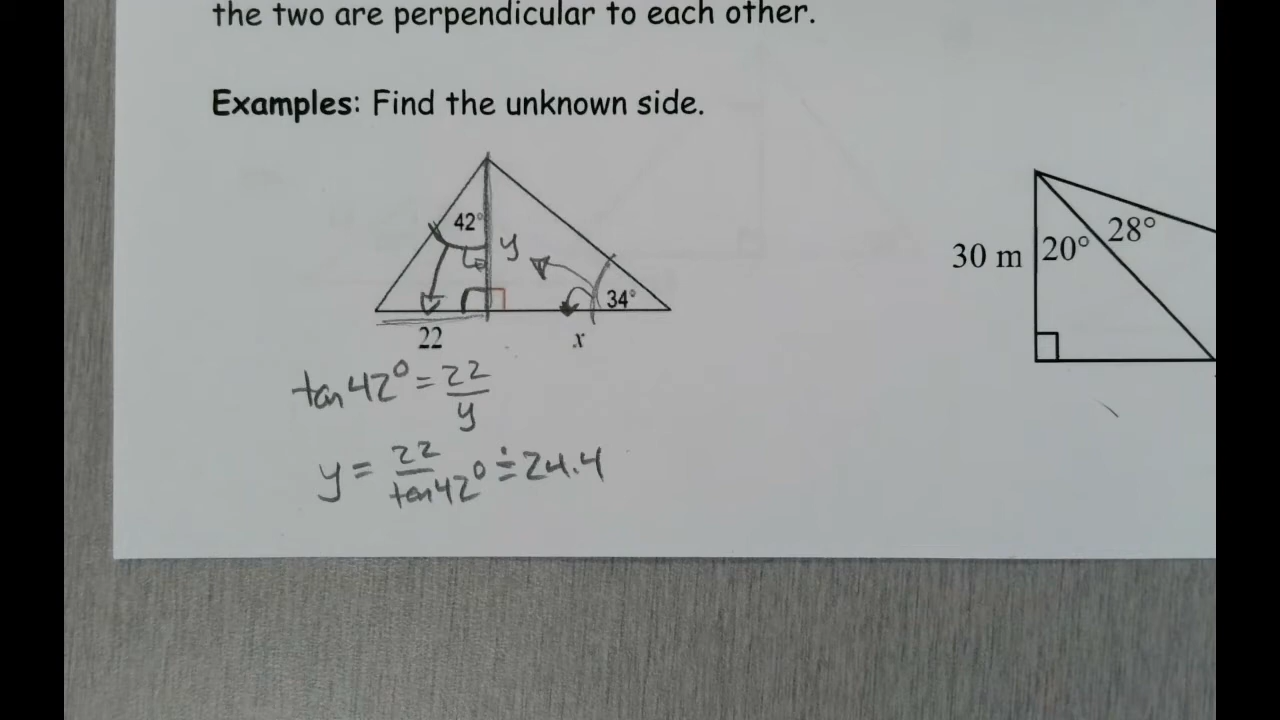 the two are perpendicular to each other.
Examples: Find the unknown side.
42°
y
34°
22
x
tan 42° = 22/y
y = 22/tan 42° ≐ 24.4
30 m
20°
28°